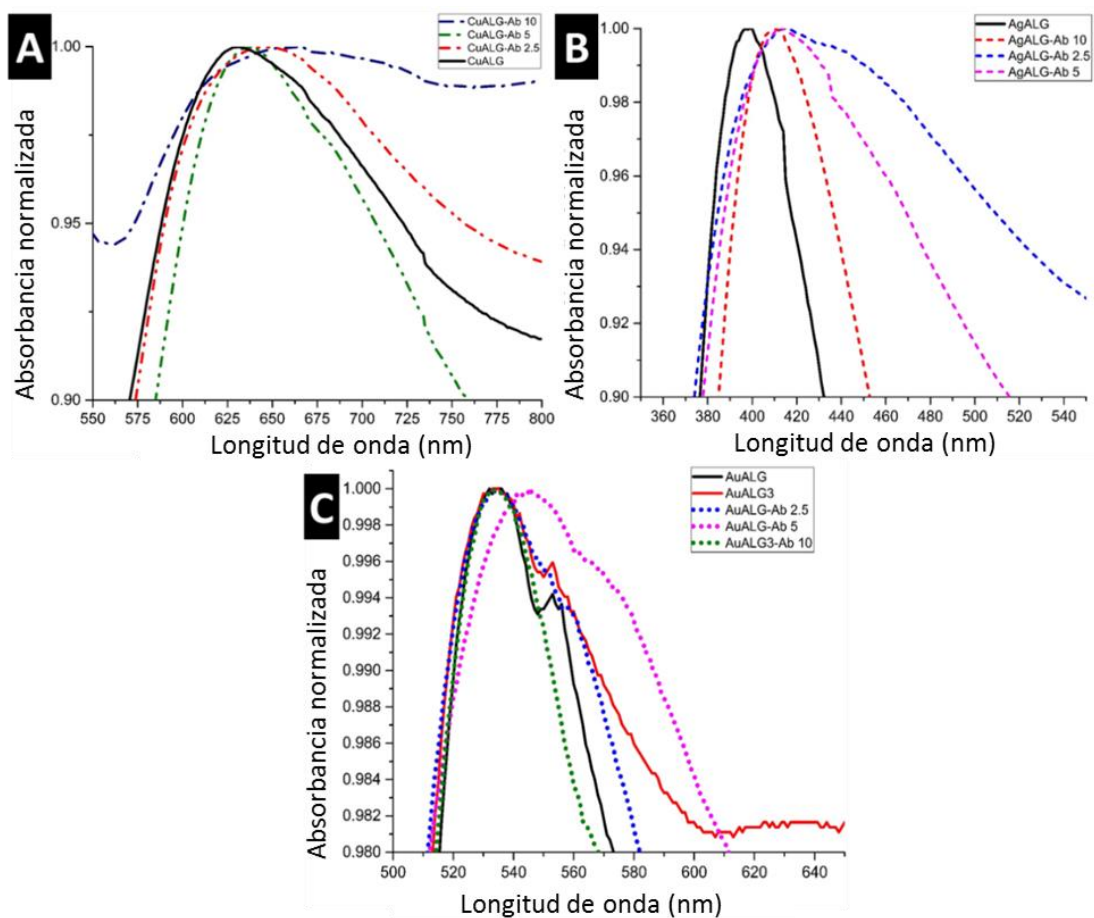 A
CuALG-Ab 10
CuALG-Ab 5
CuALG-Ab 2.5
CuALG
1.00
0.95
0.90
Absorbancia normalizada
550 575 600 625 650 675 700 725 750 775 800
Longitud de onda (nm)
B
AgALG
AgALG-Ab 10
AgALG-Ab 2.5
AgALG-Ab 5
1.00
0.98
0.96
0.94
0.92
0.90
Absorbancia normalizada
360 380 400 420 440 460 480 500 520 540
Longitud de onda (nm)
C
AuALG
AuALG3
AuALG-Ab 2.5
AuALG-Ab 5
AuALG3-Ab 10
1.000
0.998
0.996
0.994
0.992
0.990
0.988
0.986
0.984
0.982
0.980
Absorbancia normalizada
500 520 540 560 580 600 620 640
Longitud de onda (nm)